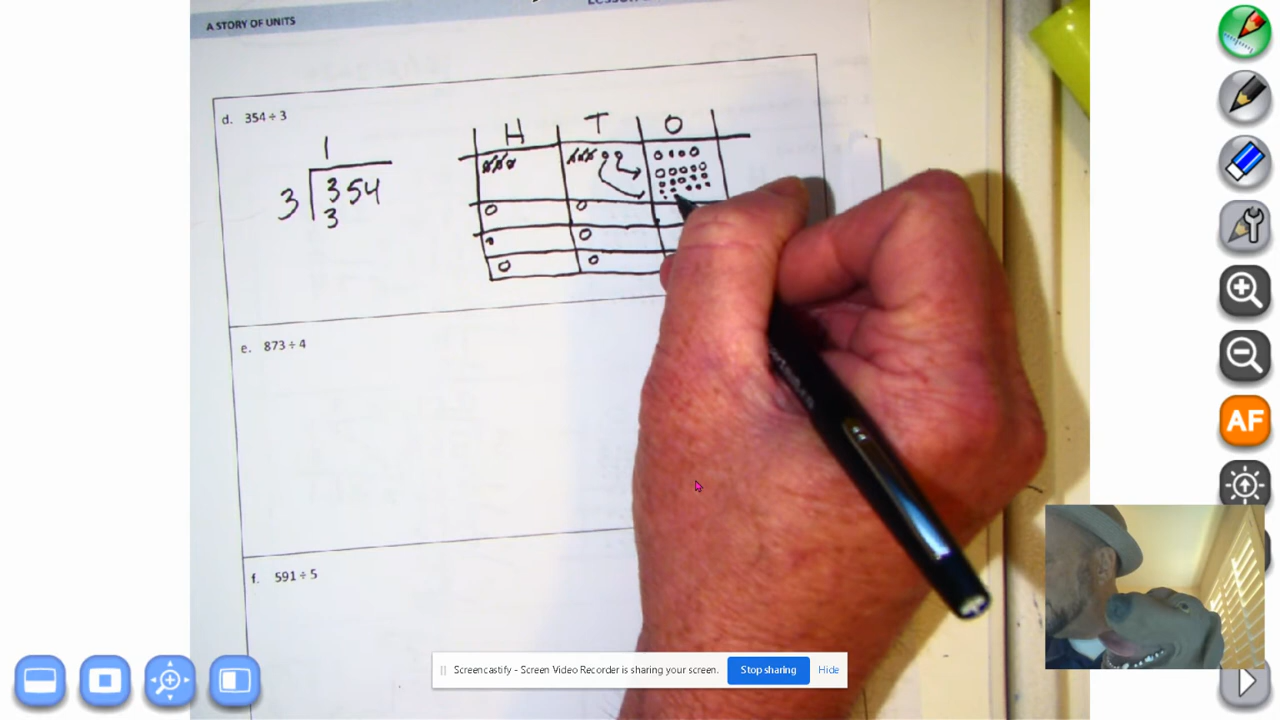 A STORY OF UNITS
d. 354 ÷ 3
1
3 354
3
H T O
e. 873 ÷ 4
f. 591 ÷ 5
AF
Screencastify - Screen Video Recorder is sharing your screen. Stop sharing Hide